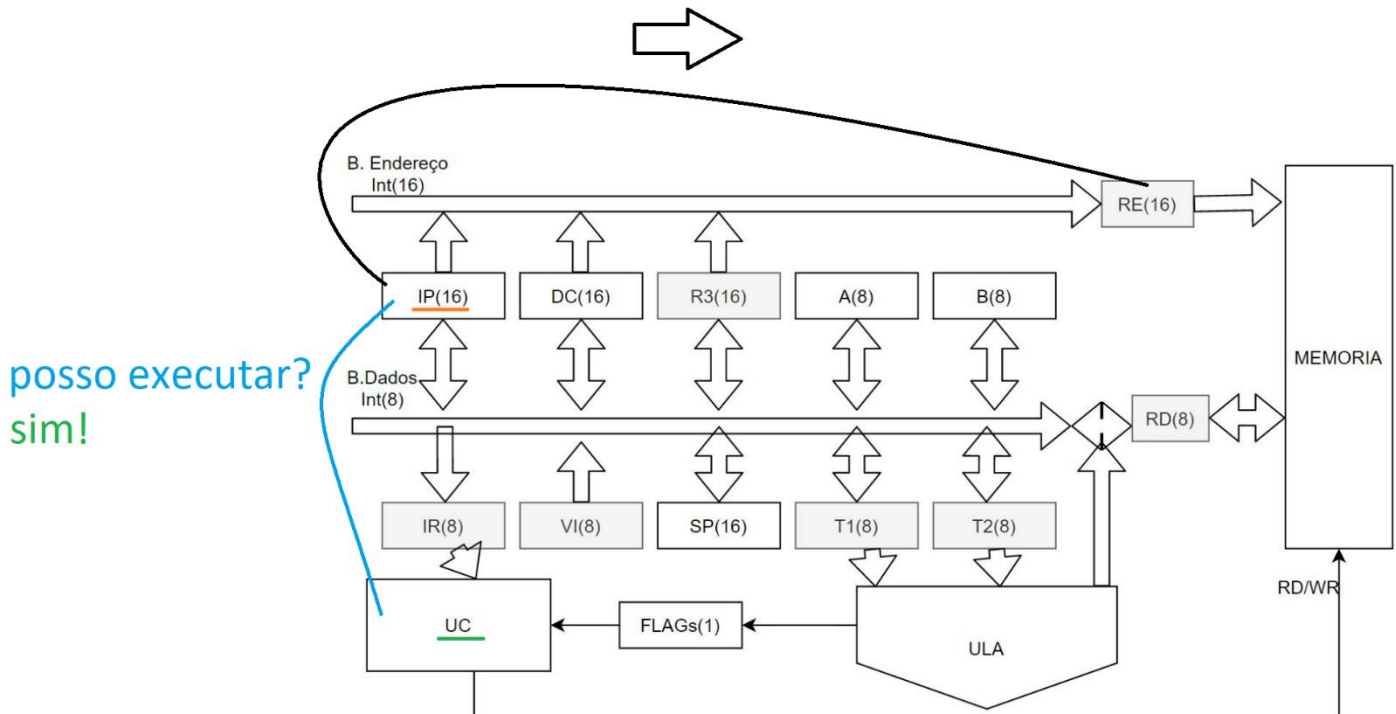 B. Endereço
Int(16)
RE(16)
IP(16)
DC(16)
R3(16)
A(8)
B(8)
MEMORIA
posso executar?
sim!
B.Dados
Int(8)
RD(8)
IR(8)
VI(8)
SP(16)
T1(8)
T2(8)
RD/WR
UC
FLAGs(1)
ULA